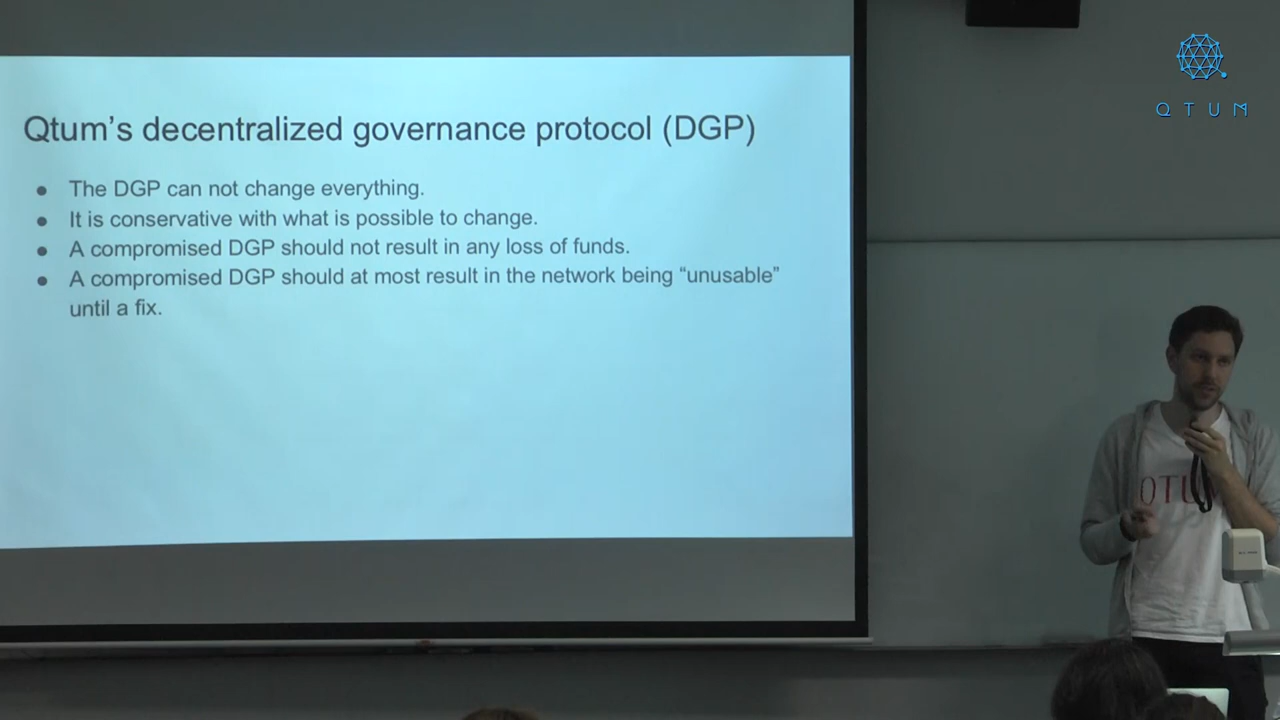 QTUM
Qtum's decentralized governance protocol (DGP)
● The DGP can not change everything.
● It is conservative with what is possible to change.
● A compromised DGP should not result in any loss of funds.
● A compromised DGP should at most result in the network being “unusable”
until a fix.
QTUM